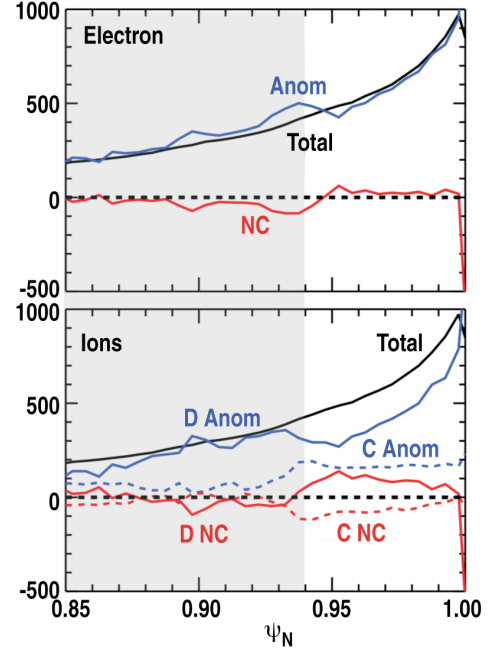 1000
Electron
Anom
500
Total
0
NC
-500
1000
Ions
Total
500
D Anom
C Anom
0
D NC
C NC
-500
0.85
0.90
0.95
1.00
ψN